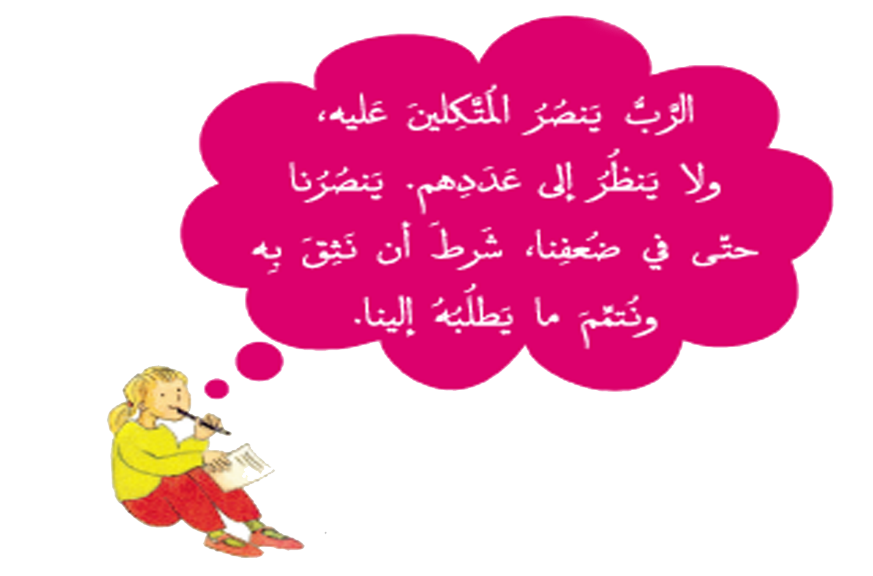 الرَّبُّ يَنصُرُ المُتَّكِلينَ عَليه،
ولا يَنظُرُ إلى عَدَدِهم. يَنصُرُنا
حتّى في ضُعفِنا، شَرطَ أن نَثِقَ بِه
ونُتمِّمَ ما يَطلُبُهُ إلينا.